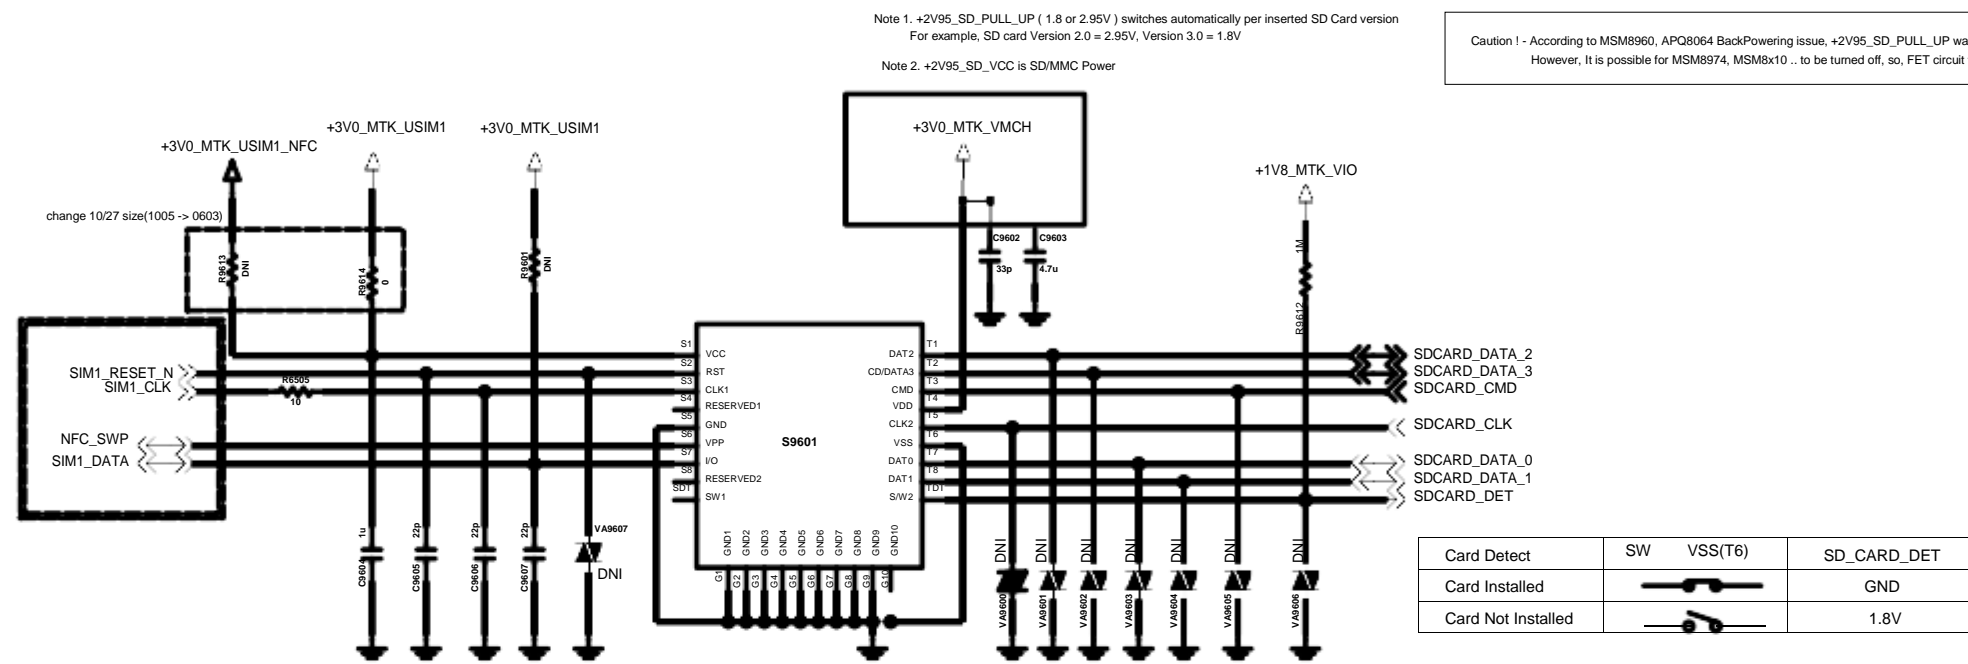 Note 1. +2V95_SD_PULL_UP ( 1.8 or 2.95V ) switches automatically per inserted SD Card version
For example, SD card Version 2.0 = 2.95V, Version 3.0 = 1.8V
Note 2. +2V95_SD_VCC is SD/MMC Power
Caution ! - According to MSM8960, APQ8064 BackPowering issue, +2V95_SD_PULL_UP wa
However, It is possible for MSM8974, MSM8x10 .. to be turned off, so, FET circuit
+3V0_MTK_USIM1_NFC
+3V0_MTK_USIM1
+3V0_MTK_USIM1
+3V0_MTK_VMCH
+1V8_MTK_VIO
change 10/27 size(1005 -> 0603)
R9613
DNI
R9614
0
R9601
DNI
C9602
33p
C9603
4.7u
1M
R9612
SIM1_RESET_N
SIM1_CLK
NFC_SWP
SIM1_DATA
R6505
10
S1
S2
S3
S4
S5
S6
S7
S8
SDT
VCC
RST
CLK1
RESERVED1
GND
VPP
I/O
RESERVED2
SW1
S9601
DAT2
CD/DATA3
CMD
VDD
CLK2
VSS
DAT0
DAT1
S/W2
T1
T2
T3
T4
T5
T6
T7
T8
TDT
SDCARD_DATA_2
SDCARD_DATA_3
SDCARD_CMD
SDCARD_CLK
SDCARD_DATA_0
SDCARD_DATA_1
SDCARD_DET
GND1
GND2
GND3
GND4
GND5
GND6
GND7
GND8
GND9
GND10
G1
G2
G3
G4
G5
G6
G7
G8
G9
G10
1u
C9604
22p
C9605
22p
C9606
22p
C9607
VA9607
DNI
DNI
VA9600
DNI
VA9601
DNI
VA9602
DNI
VA9603
DNI
VA9604
DNI
VA9605
DNI
VA9606
Card Detect SW VSS(T6) SD_CARD_DET
Card Installed GND
Card Not Installed 1.8V